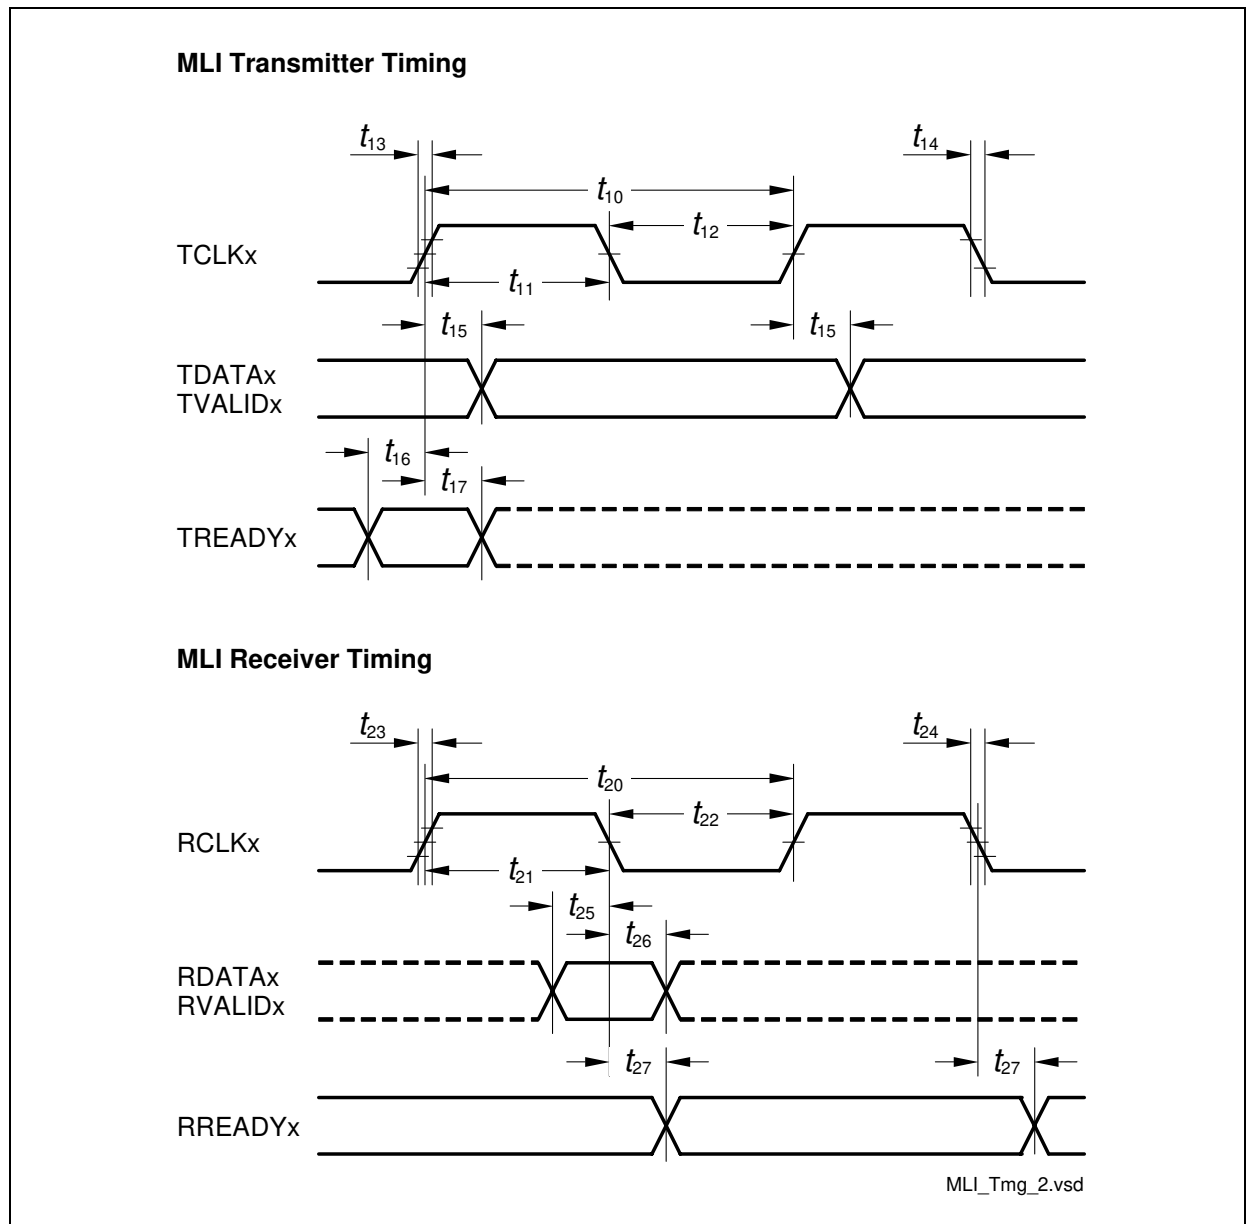 MLI Transmitter Timing
t13
t14
t10
t12
TCLKx
t11
t15
t15
TDATAx
TVALIDx
t16
t17
TREADYx
MLI Receiver Timing
t23
t24
t20
t22
RCLKx
t21
t25
t26
RDATAx
RVALIDx
t27
t27
RREADYx
MLI_Tmg_2.vsd